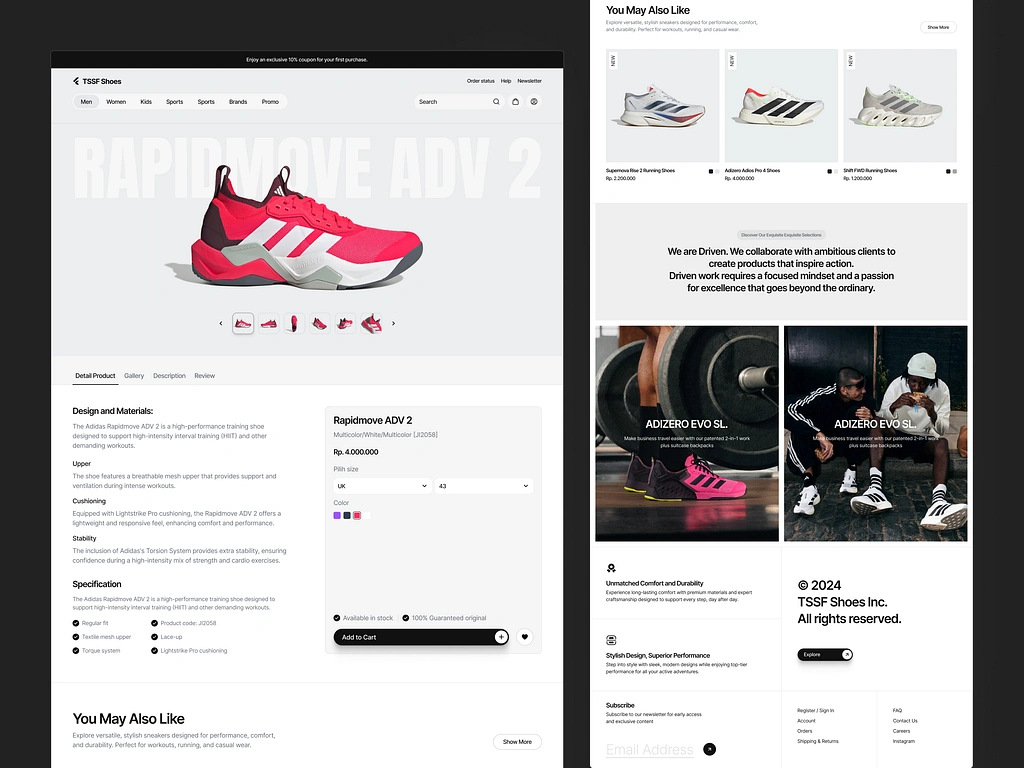 Enjoy an exclusive 10% coupon for your first purchase.
TSSF Shoes
Order status Help Newsletter
Men Women Kids Sports Sports Brands Promo
Search
RAPIDMOVE ADV 2
Detail Product Gallery Description Review
Design and Materials:
The Adidas Rapidmove ADV 2 is a high-performance training shoe
designed to support high-intensity interval training (HIIT) and other
demanding workouts.
Upper
The shoe features a breathable mesh upper that provides support and
ventilation during intense workouts.
Cushioning
Equipped with Lightstrike Pro cushioning, the Rapidmove ADV 2 offers a
lightweight and responsive feel, enhancing comfort and performance.
Stability
The inclusion of Adidas's Torsion System provides extra stability, ensuring
confidence during a high-intensity mix of strength and cardio exercises.
Specification
The Adidas Rapidmove ADV 2 is a high-performance training shoe designed to
support high-intensity interval training (HIIT) and other demanding workouts.
Regular fit
Product code: JI2058
Textile mesh upper
Lace-up
Torque system
Lightstrike Pro cushioning
Rapidmove ADV 2
Multicolor/White/Multicolor [JI2058]
Rp. 4.000.000
Pilih size
UK 43
Color
Available in stock
100% Guaranteed original
Add to Cart
You May Also Like
Explore versatile, stylish sneakers designed for performance, comfort,
and durability. Perfect for workouts, running, and casual wear.
Show More
You May Also Like
Explore versatile, stylish sneakers designed for performance, comfort,
and durability. Perfect for workouts, running, and casual wear.
Show More
NEW
NEW
NEW
Supernova Rise 2 Running Shoes
Rp. 2.200.000
Adizero Adios Pro 4 Shoes
Rp. 4.000.000
Shift FWD Running Shoes
Rp. 1.200.000
Discover Our Exquisite Exquisite Selections
We are Driven. We collaborate with ambitious clients to
create products that inspire action.
Driven work requires a focused mindset and a passion
for excellence that goes beyond the ordinary.
ADIZERO EVO SL.
Make business travel easier with our patented 2-in-1 work
plus suitcase backpacks
ADIZERO EVO SL.
Make business travel easier with our patented 2-in-1 work
plus suitcase backpacks
Unmatched Comfort and Durability
Experience long-lasting comfort with premium materials and expert
craftsmanship designed to support every step, day after day.
Stylish Design, Superior Performance
Step into style with sleek, modern designs while enjoying top-tier
performance for all your active adventures.
© 2024
TSSF Shoes Inc.
All rights reserved.
Explore
Subscribe
Subscribe to our newsletter for early access
and exclusive content
Email Address
Register / Sign In
Account
Orders
Shipping & Returns
FAQ
Contact Us
Careers
Instagram